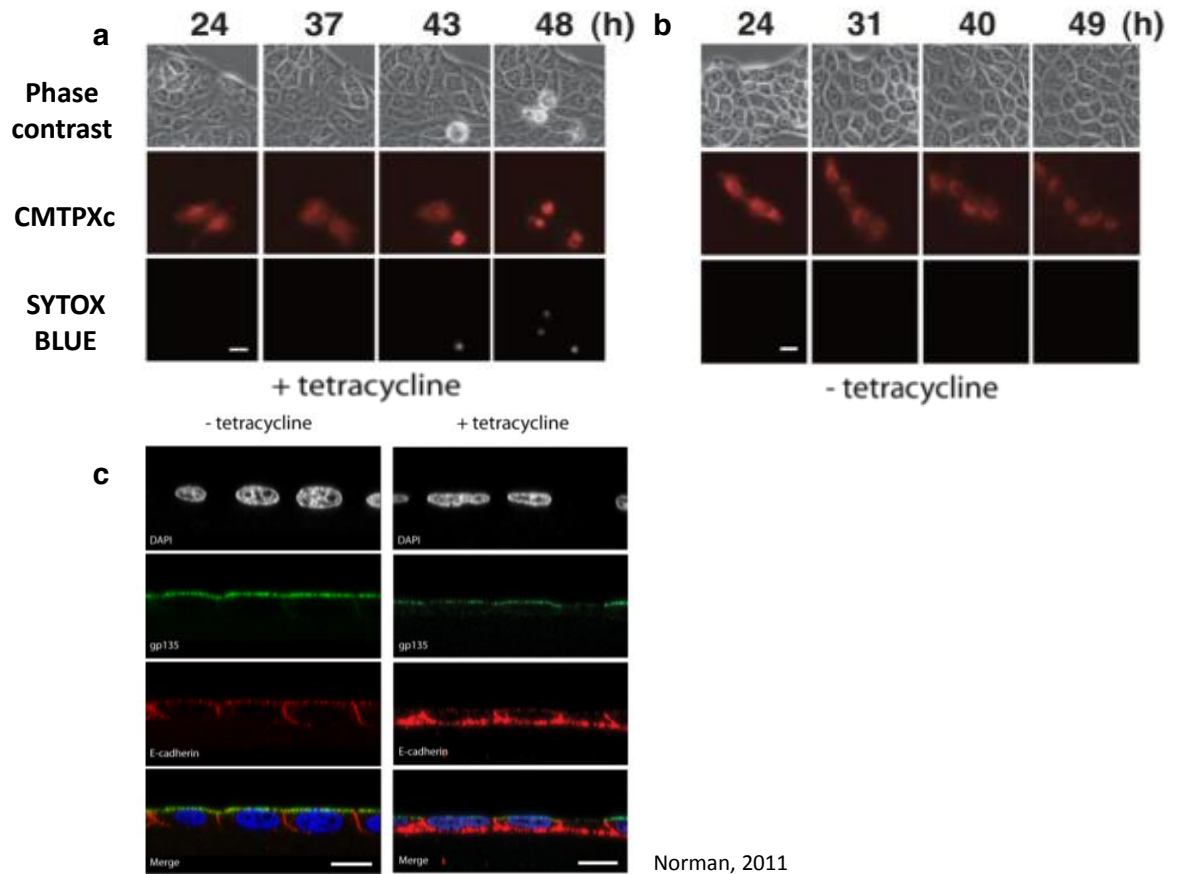 a
24 37 43 48 (h)
Phase
contrast
CMTPXc
SYTOX
BLUE
+ tetracycline
b
24 31 40 49 (h)
- tetracycline
c
- tetracycline
+ tetracycline
DAPI
DAPI
gp135
gp135
E-cadherin
E-cadherin
Merge
Merge
Norman, 2011